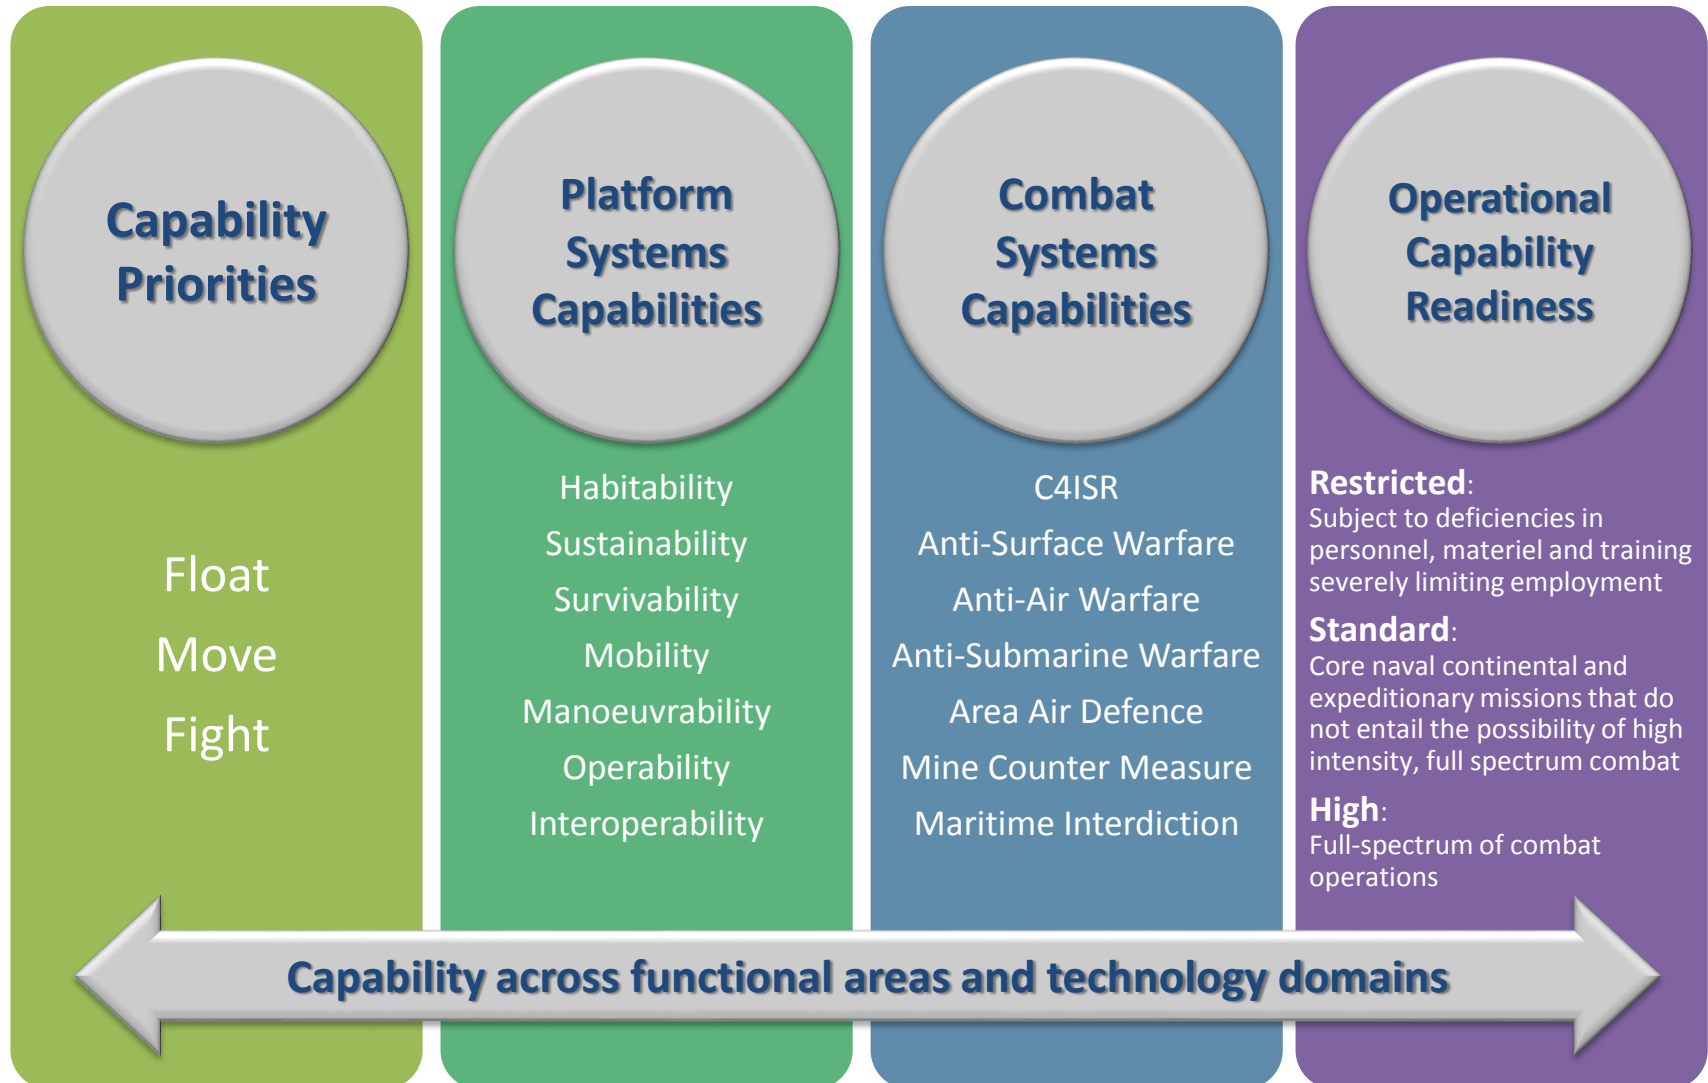 Capability
Priorities
Float
Move
Fight
Platform
Systems
Capabilities
Habitability
Sustainability
Survivability
Mobility
Manoeuvrability
Operability
Interoperability
Combat
Systems
Capabilities
C4ISR
Anti-Surface Warfare
Anti-Air Warfare
Anti-Submarine Warfare
Area Air Defence
Mine Counter Measure
Maritime Interdiction
Operational
Capability
Readiness
Restricted:
Subject to deficiencies in
personnel, materiel and training
severely limiting employment
Standard:
Core naval continental and
expeditionary missions that do
not entail the possibility of high
intensity, full spectrum combat
High:
Full-spectrum of combat
operations
Capability across functional areas and technology domains